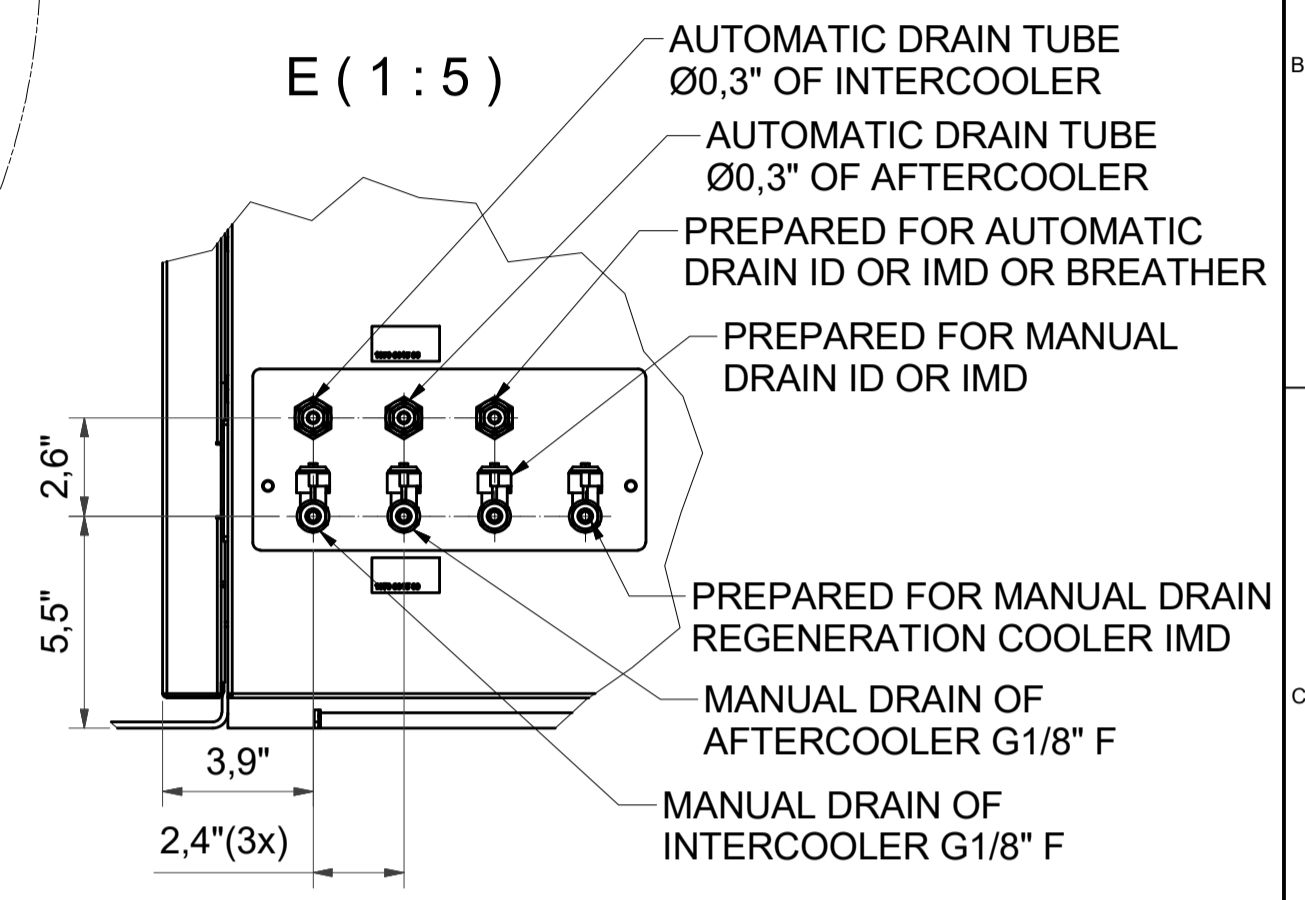 E ( 1 : 5 )
AUTOMATIC DRAIN TUBE
Ø0,3" OF INTERCOOLER
B
AUTOMATIC DRAIN TUBE
Ø0,3" OF AFTERCOOLER
PREPARED FOR AUTOMATIC
DRAIN ID OR IMD OR BREATHER
PREPARED FOR MANUAL
DRAIN ID OR IMD
2,6"
5,5"
PREPARED FOR MANUAL DRAIN
REGENERATION COOLER IMD
MANUAL DRAIN OF
AFTERCOOLER G1/8" F
C
3,9"
MANUAL DRAIN OF
INTERCOOLER G1/8" F
2,4"(3x)